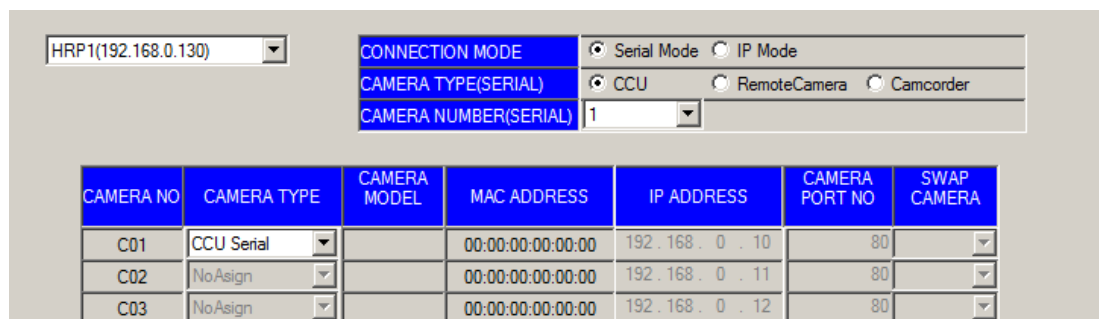 HRP1(192.168.0.130)
CONNECTION MODE Serial Mode IP Mode
CAMERA TYPE(SERIAL) CCU RemoteCamera Camcorder
CAMERA NUMBER(SERIAL) 1
CAMERA NO CAMERA TYPE CAMERA MODEL MAC ADDRESS IP ADDRESS CAMERA PORT NO SWAP CAMERA
C01 CCU Serial 00:00:00:00:00:00 192 . 168 . 0 . 10 80
C02 NoAsign 00:00:00:00:00:00 192 . 168 . 0 . 11 80
C03 NoAsign 00:00:00:00:00:00 192 . 168 . 0 . 12 80